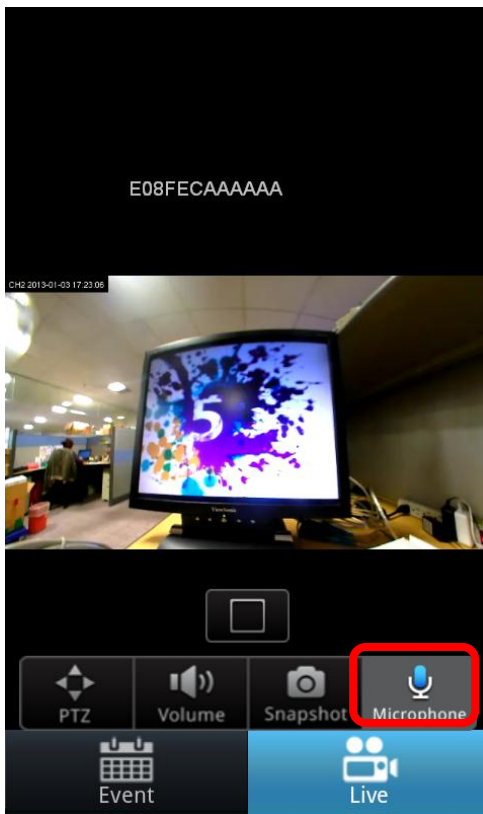 E08FECAAAAAA
CH2 2013-01-03 17:23:06
5
ViewSonic
PTZ
Volume
Snapshot
Microphone
Event
Live